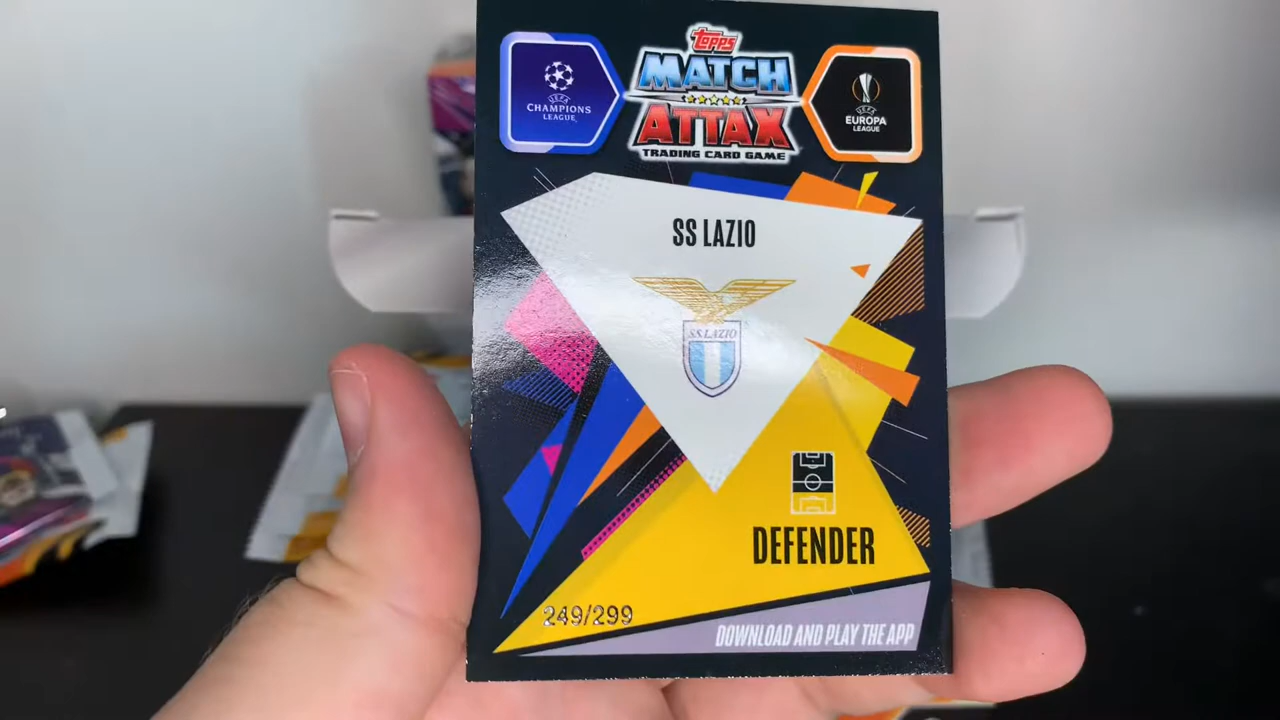 topps
MATCH
ATTAX
TRADING CARD GAME
UEFA
CHAMPIONS
LEAGUE
UEFA
EUROPA
LEAGUE
SS LAZIO
SS LAZIO
DEFENDER
249/299
DOWNLOAD AND PLAY THE APP